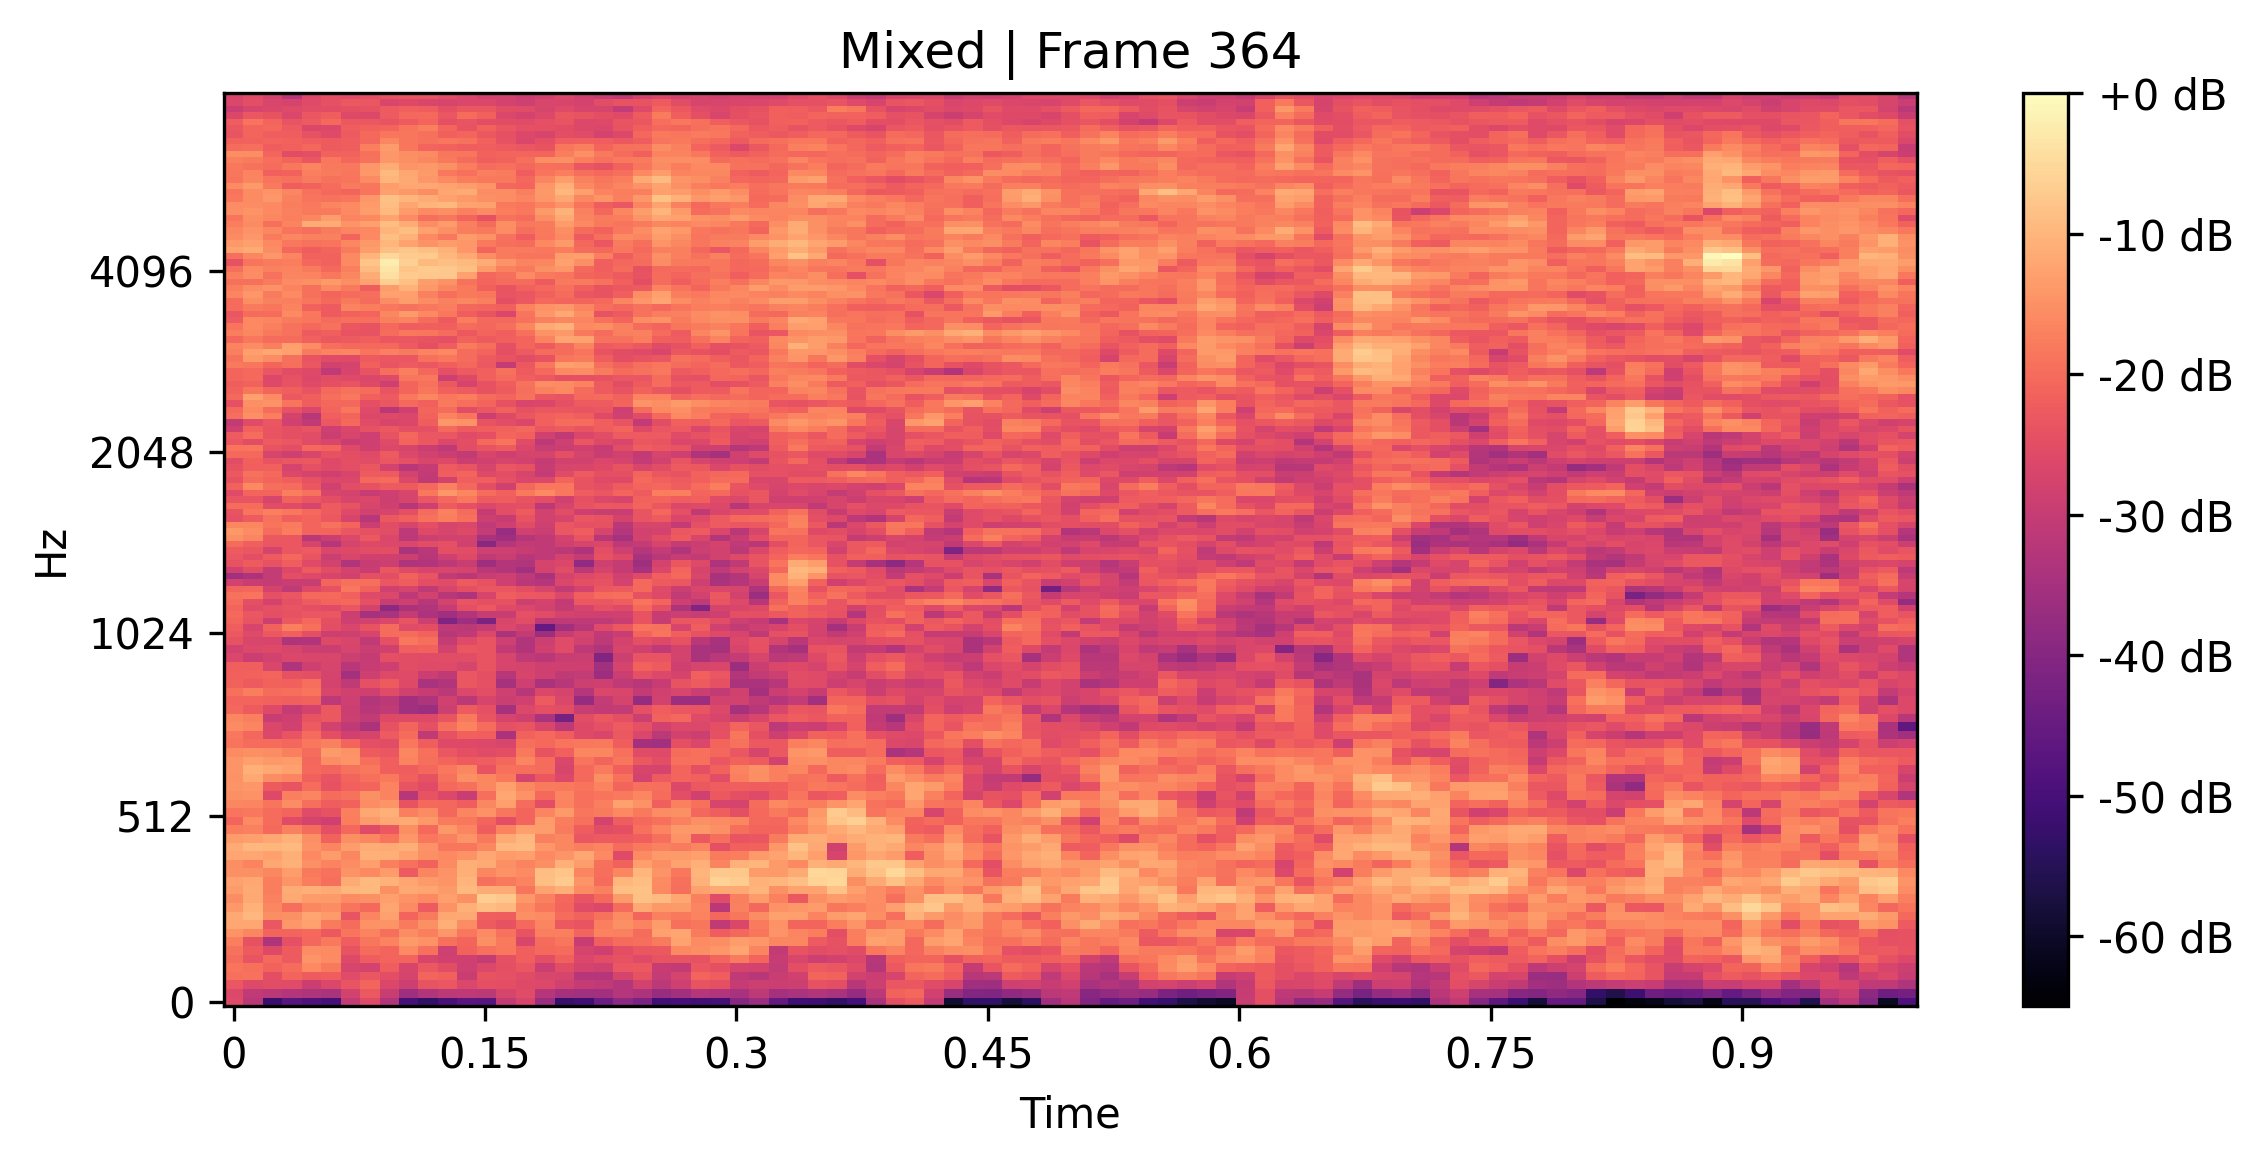 Mixed | Frame 364
+0 dB
-10 dB
-20 dB
-30 dB
-40 dB
-50 dB
-60 dB
4096
2048
1024
512
0
Hz
0 0.15 0.3 0.45 0.6 0.75 0.9
Time